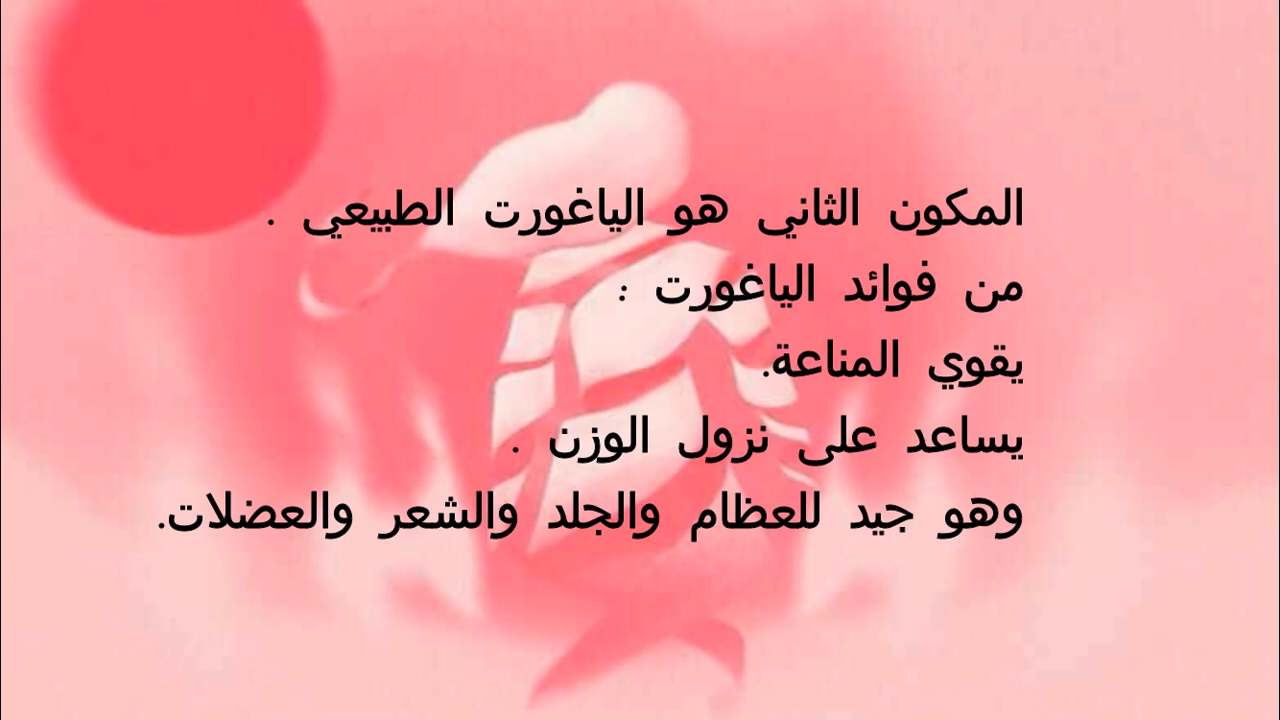 المكون الثاني هو الياغورت الطبيعي .
من فوائد الياغورت :
يقوي المناعة.
يساعد على نزول الوزن .
وهو جيد للعظام والجلد والشعر والعضلات.